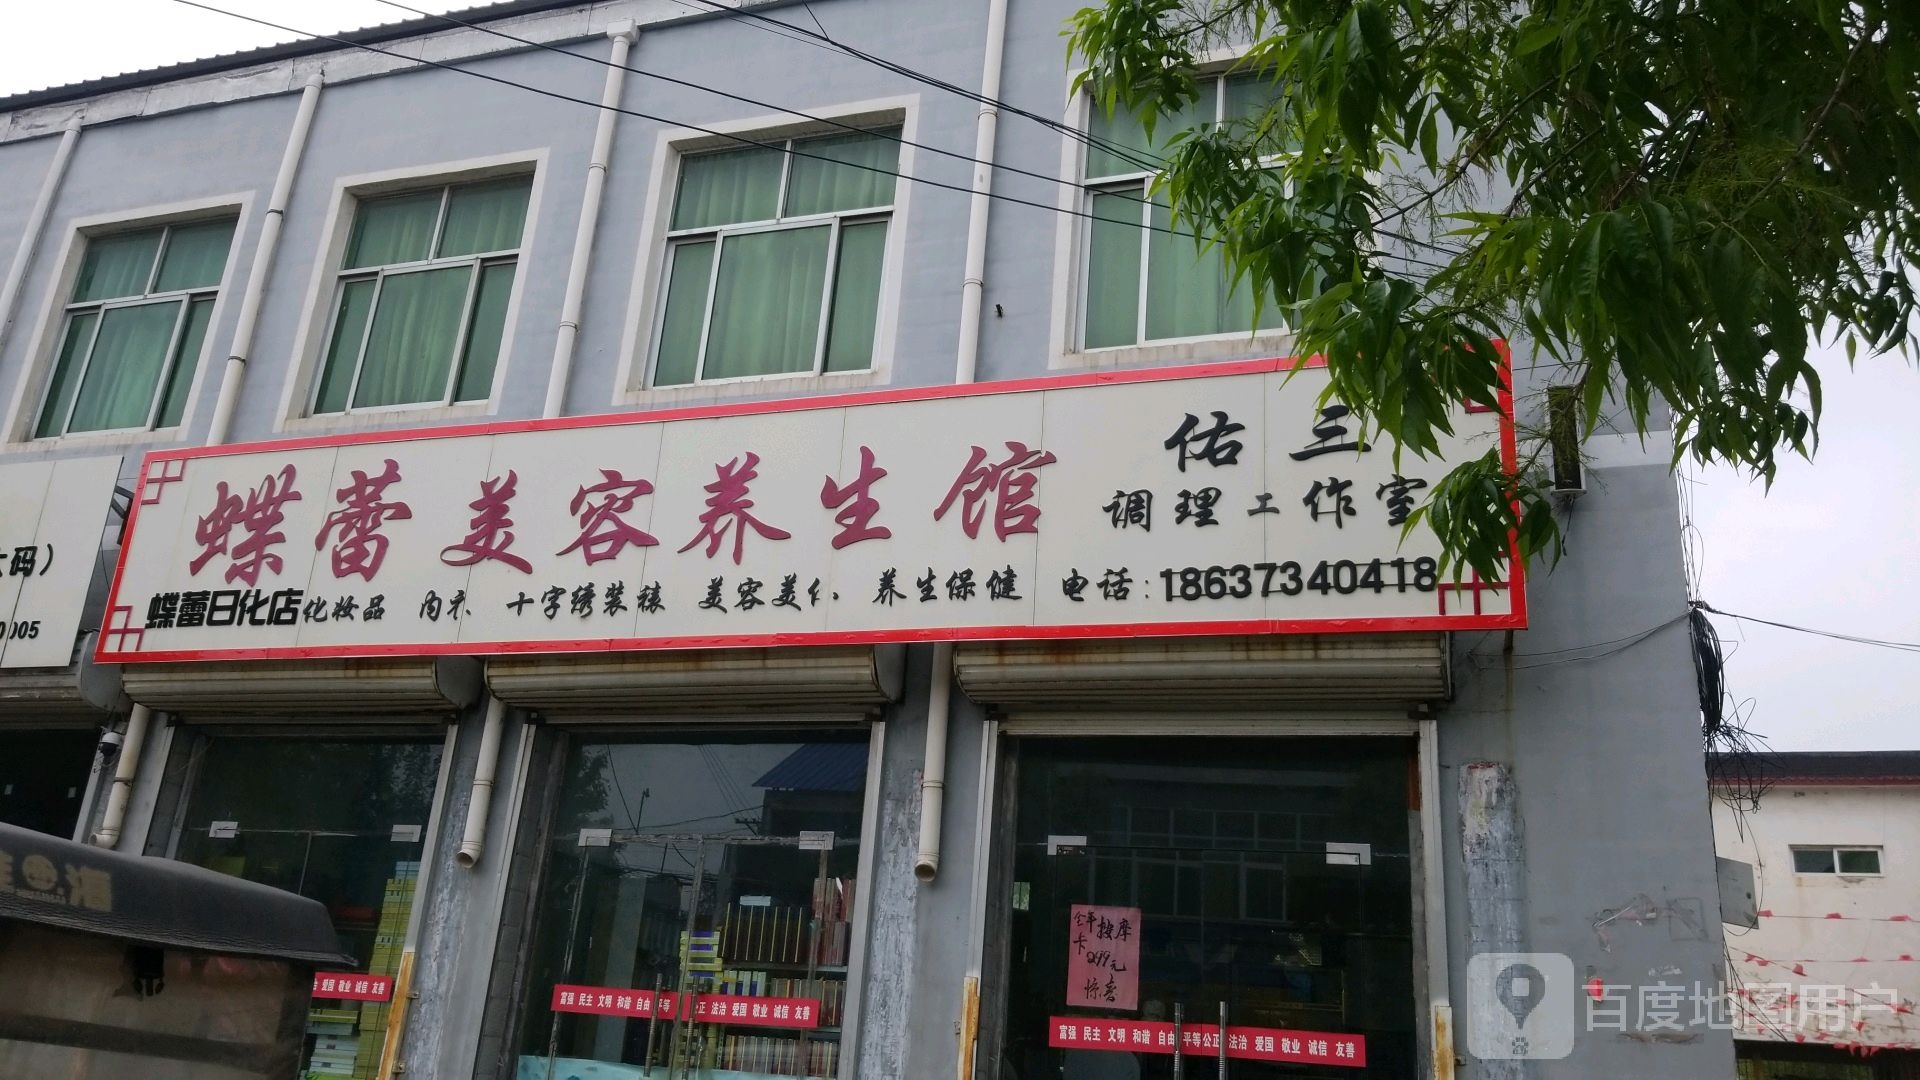 蝶蕾美容养生馆
佑三
调理工作室
蝶蕾日化店 化妆品 内衣 十字绣装裱 美容美体 养生保健 电话:18637340418
码）
005
全年按摩
卡299元
惊喜
爱国 敬业 诚信 友善
富强 民主 文明 和谐 自由 平等 公正 法治 爱国 敬业 诚信 友善
富强 民主 文明 和谐 自由 平等 公正 法治 爱国 敬业 诚信 友善
百度地图用户